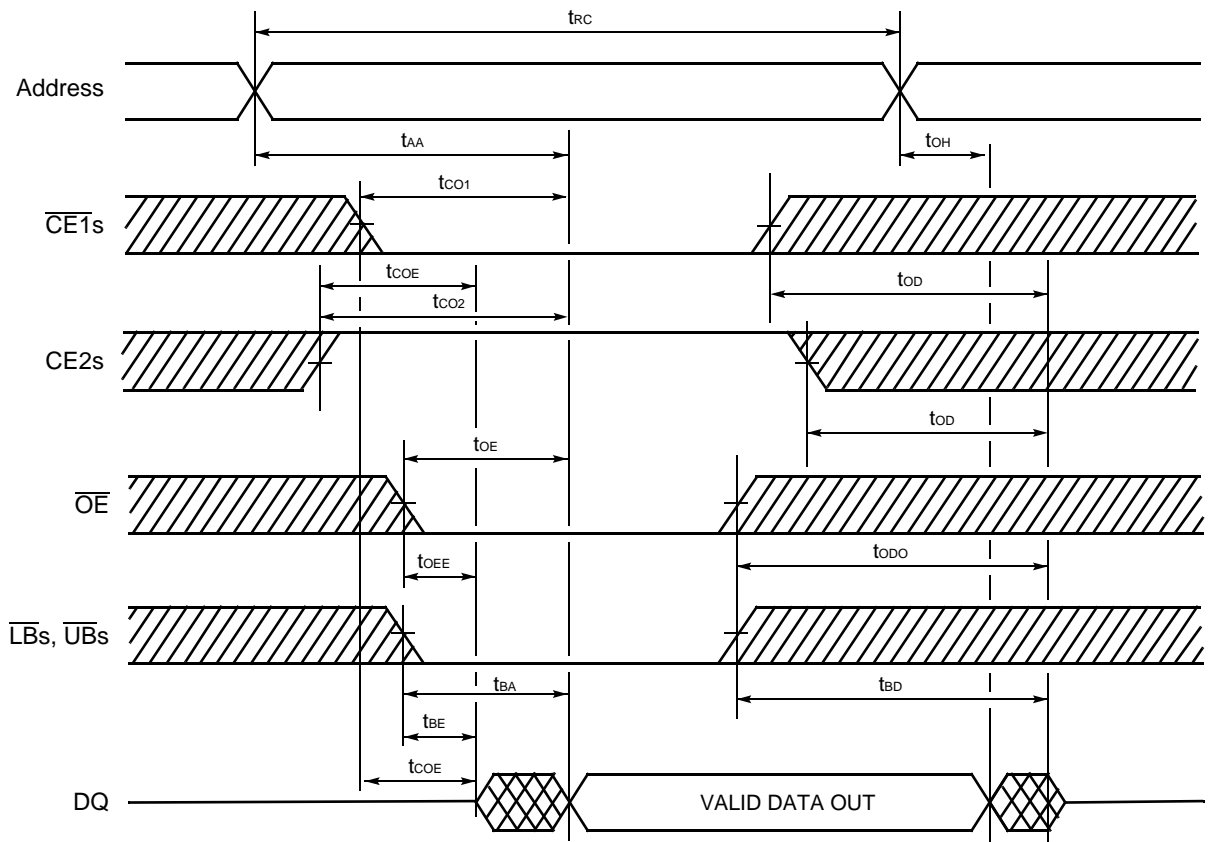 tRC
Address
tAA
tOH
tCO1
CE1s
tCOE
tOD
tCO2
CE2s
tOD
tOE
OE
tODO
tOEE
LBs, UBs
tBA
tBD
tBE
tCOE
DQ
VALID DATA OUT